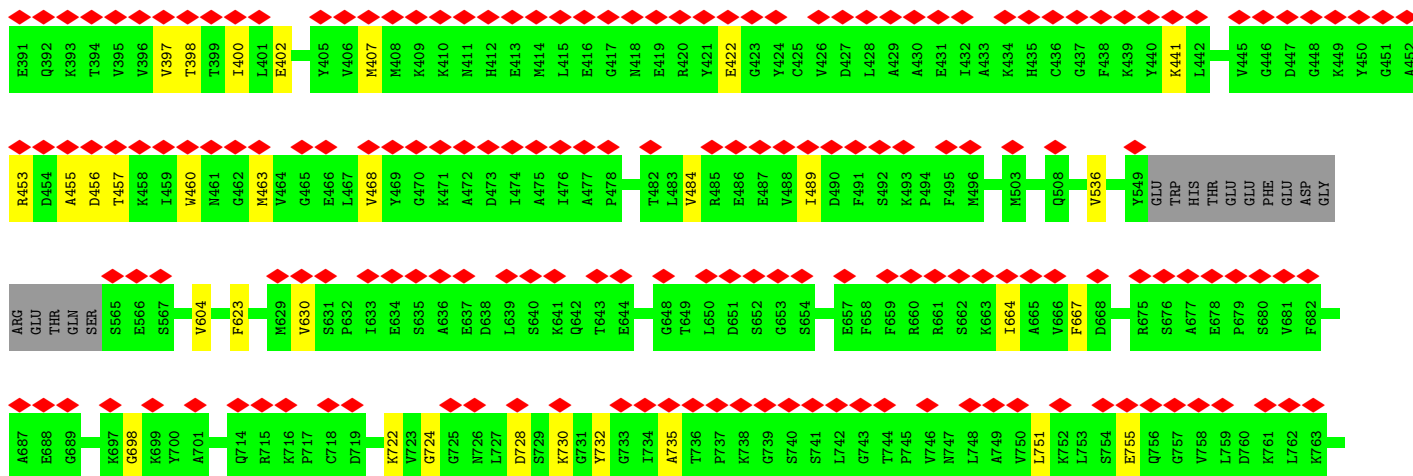 E391 Q392 K393 T394 V395 V396 V397 T398 T399 I400 L401 E402 Y405 V406 M407 M408 K409 K410 N411 H412 E413 M414 L415 E416 G417 N418 E419 R420 Y421 E422 G423 Y424 C425 V426 D427 L428 A429 A430 E431 I432 A433 K434 H435 C436 G437 F438 K439 Y440 K441 L442 V445 G446 D447 G448 K449 Y450 G451 A452
R453 D454 A455 D456 T457 K458 I459 W460 N461 G462 M463 V464 G465 E466 L467 V468 Y469 G470 K471 A472 D473 I474 A475 I476 A477 P478 T482 L483 V484 R485 E486 E487 V488 I489 D490 F491 S492 K493 P494 F495 M496 M503 Q508 V536 Y549 GLU TRP HIS THR GLU GLU PHE GLU ASP GLY
ARG GLU THR GLN SER S565 E566 S567 V604 F623 M629 V630 S631 P632 I633 E634 S635 A636 E637 D638 L639 S640 K641 Q642 T643 E644 G648 T649 L650 D651 S652 G653 S654 E657 F658 F659 R660 R661 S662 K663 I664 A665 V666 F667 D668 R675 S676 A677 E678 P679 S680 V681 F682
A687 E688 G689 K697 G698 K699 Y700 A701 Q714 R715 K716 P717 C718 D719 K722 V723 G724 G725 N726 L727 D728 S729 K730 G731 Y732 G733 I734 A735 T736 P737 K738 G739 S740 S741 L742 G743 T744 P745 V746 N747 L748 A749 V750 L751 K752 L753 S754 E755 Q756 G757 V758 L759 D760 K761 L762 K763